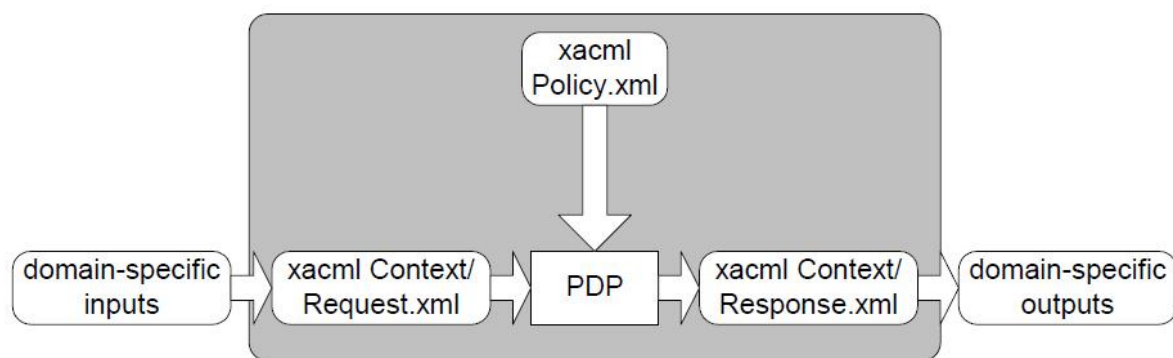 xacml
Policy.xml
domain-specific
inputs
xacml Context/
Request.xml
PDP
xacml Context/
Response.xml
domain-specific
outputs